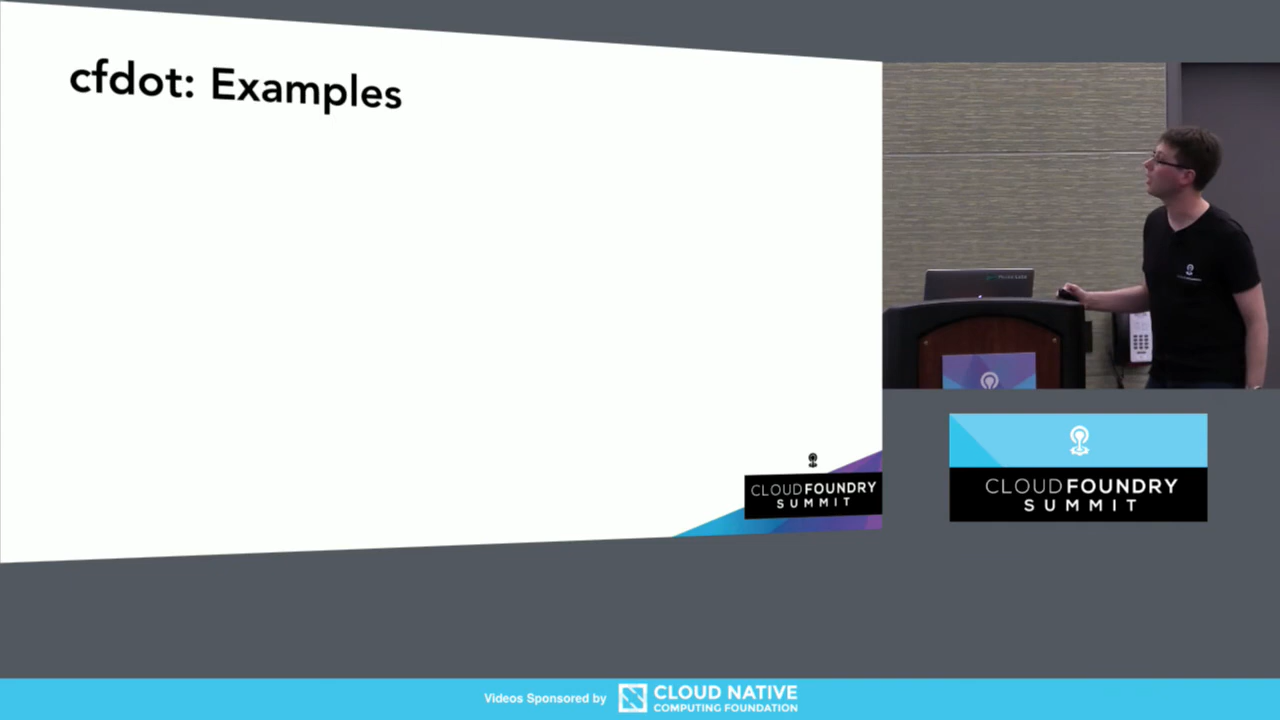 cfdot: Examples
CLOUDFOUNDRY
SUMMIT
CLOUDFOUNDRY
SUMMIT
Videos Sponsored by
CLOUD NATIVE
COMPUTING FOUNDATION